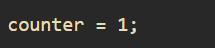 counter = 1;